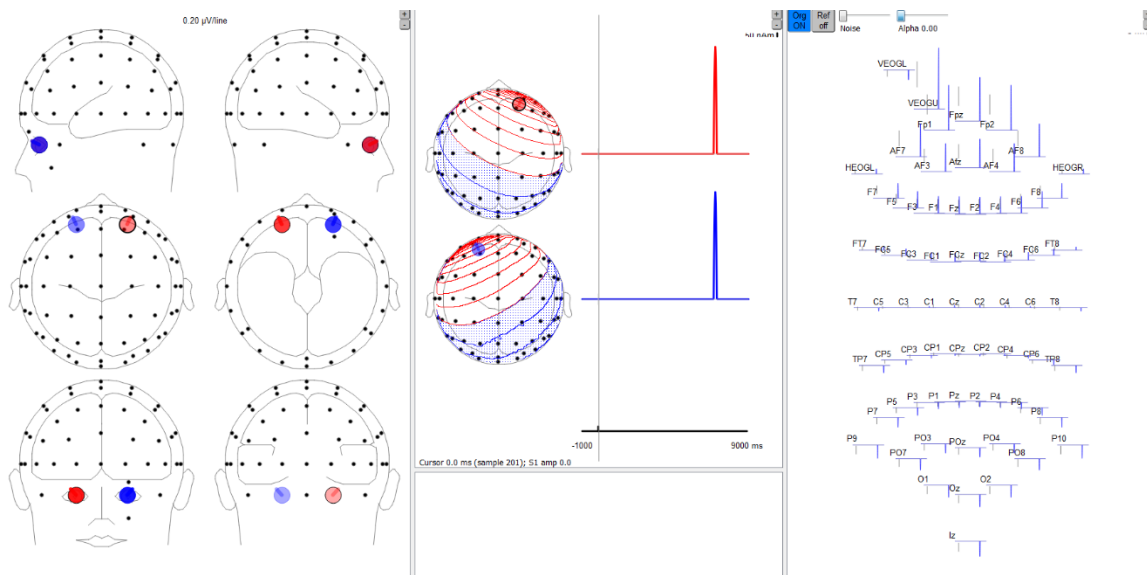 0.20 µV/line
+
-
+
-
50 nAm
-1000
9000 ms
Cursor 0.0 ms (sample 201); S1 amp 0.0
+
-
Org
ON
Ref
off
Noise
Alpha 0.00
+
-
VEOGL
VEOGU
Fpz
Fp1
Fp2
AF7
AF8
HEOGL
AF3
Afz
AF4
HEOGR
F7
F8
F5
F3
F1
Fz
F2
F4
F6
FT7
FC5
FC3
FC1
FCz
FC2
FC4
FC6
FT8
T7
C5
C3
C1
Cz
C2
C4
C6
T8
TP7
CP5
CP3
CP1
CPz
CP2
CP4
CP6
TP8
P7
P5
P3
P1
Pz
P2
P4
P6
P8
P9
PO3
POz
PO4
P10
PO7
PO8
O1
Oz
O2
Iz